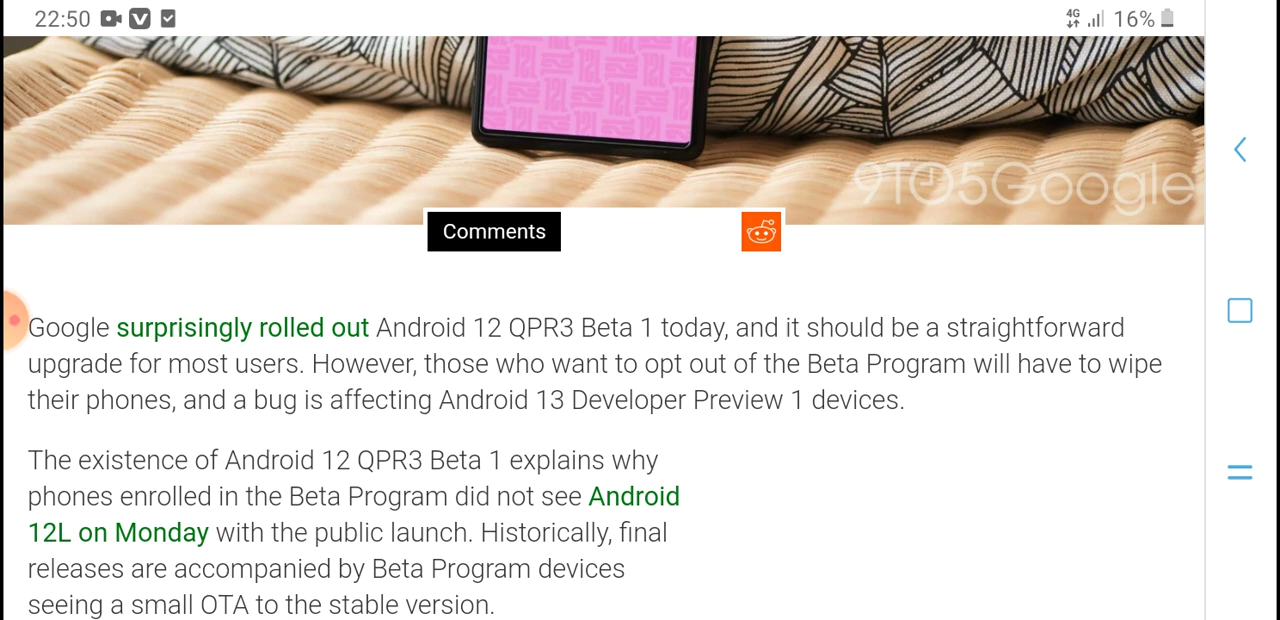 22:50 V 4G 16%
12L 12L 12L
12L 12L
9TO5Google
Comments
Google surprisingly rolled out Android 12 QPR3 Beta 1 today, and it should be a straightforward
upgrade for most users. However, those who want to opt out of the Beta Program will have to wipe
their phones, and a bug is affecting Android 13 Developer Preview 1 devices.
The existence of Android 12 QPR3 Beta 1 explains why
phones enrolled in the Beta Program did not see Android
12L on Monday with the public launch. Historically, final
releases are accompanied by Beta Program devices
seeing a small OTA to the stable version.